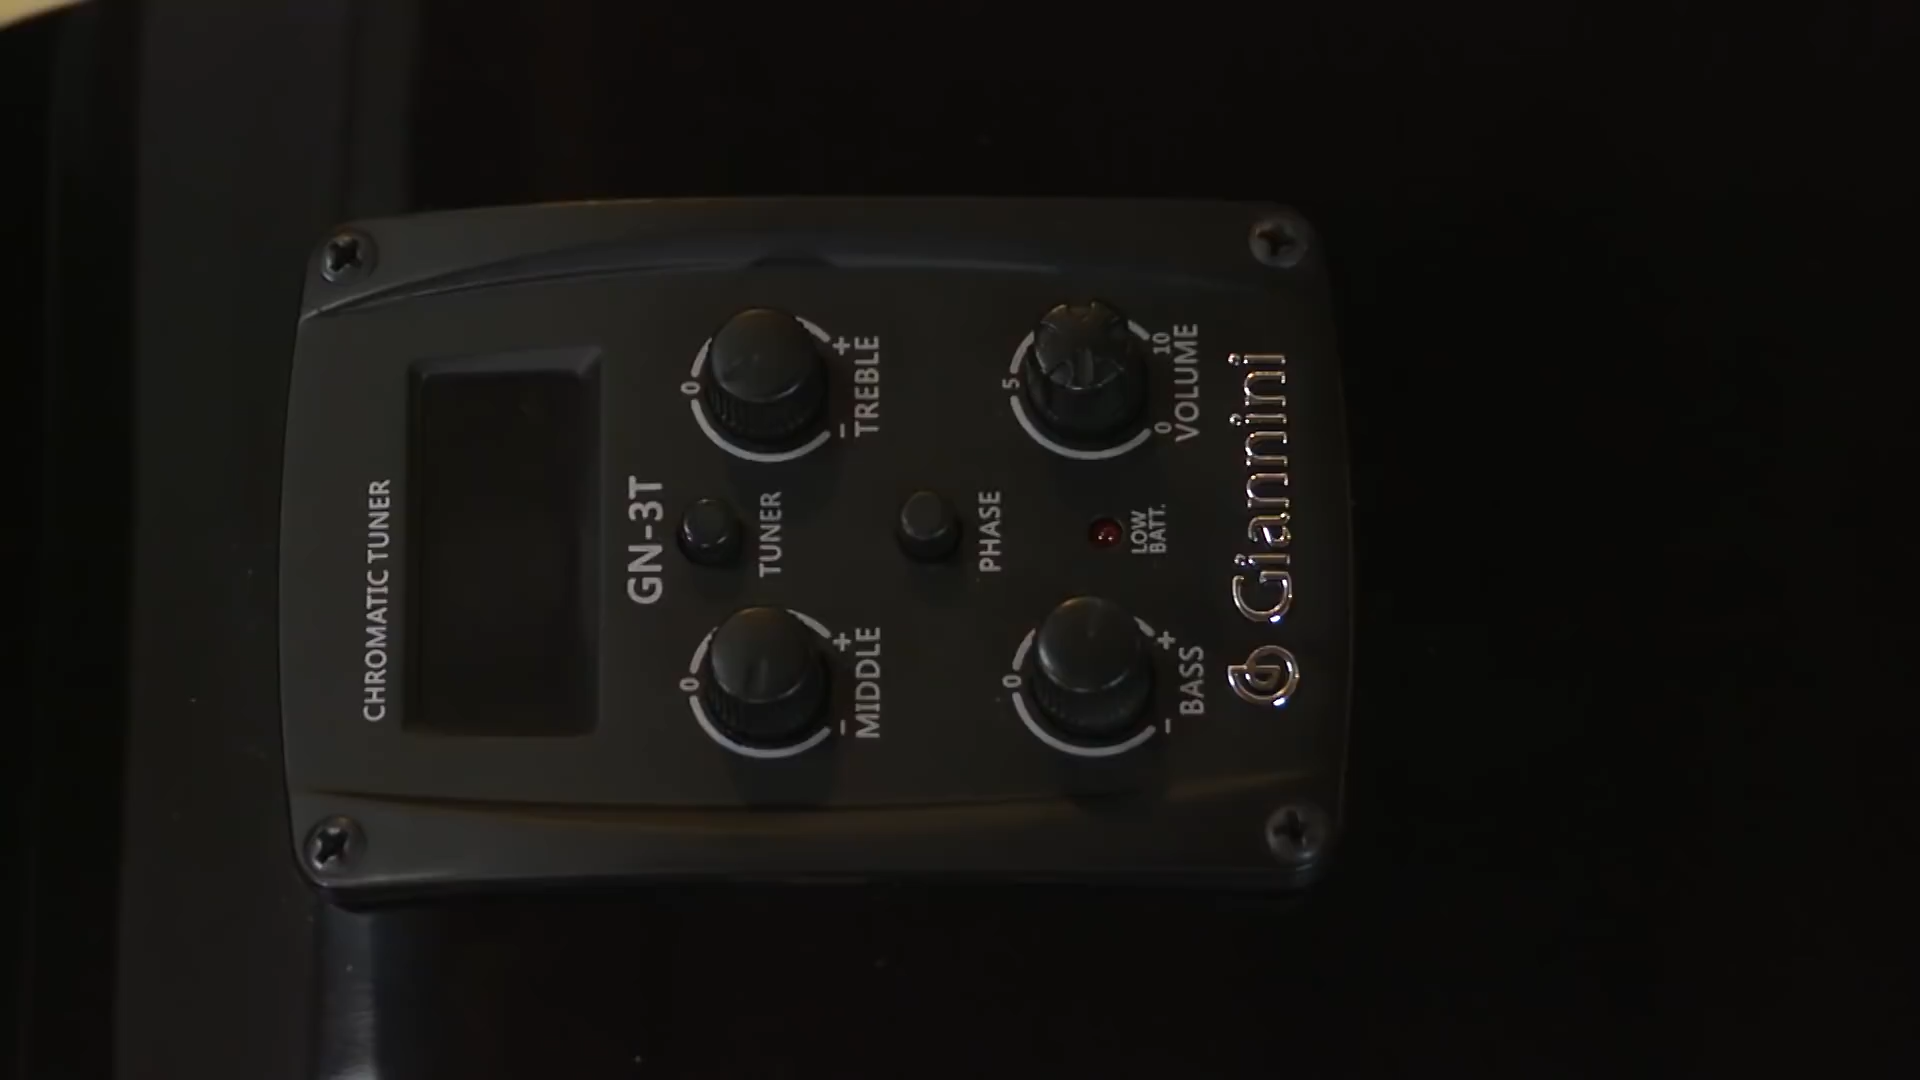 CHROMATIC TUNER
GN-3T
TUNER
0
- +
MIDDLE
0
- +
TREBLE
PHASE
0
- +
BASS
LOW
BATT.
5
0 10
VOLUME
Giannini